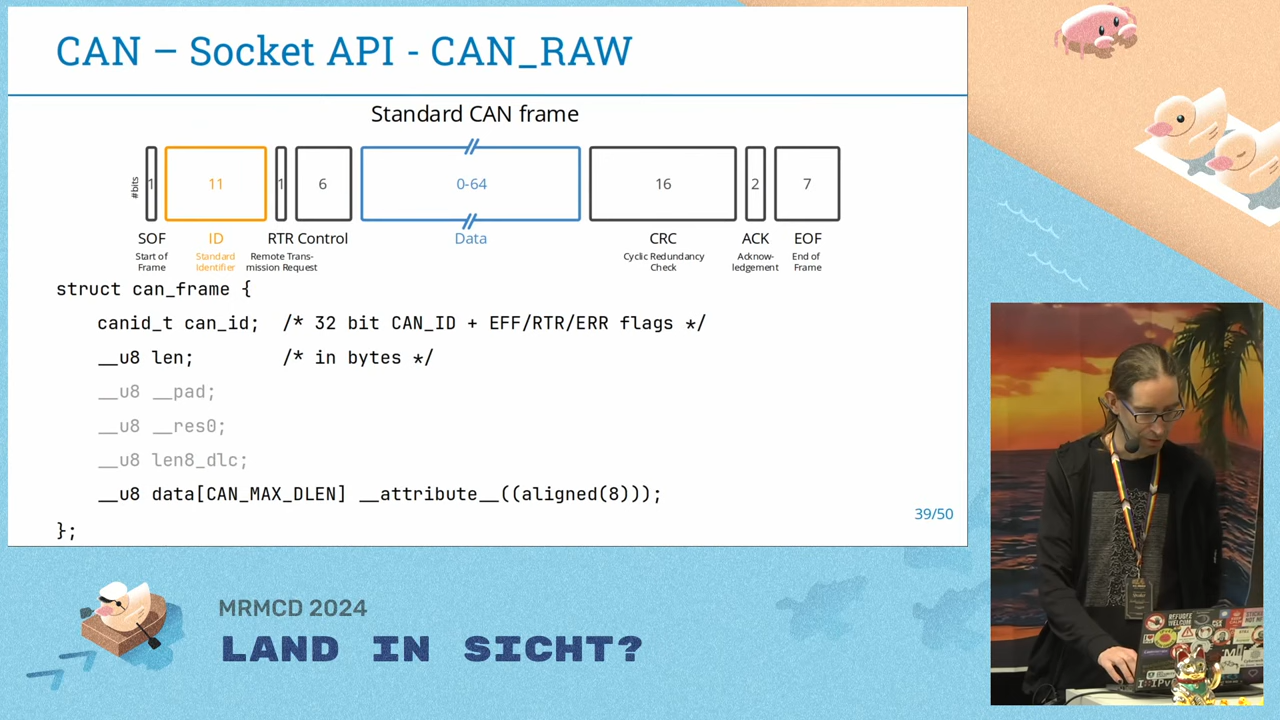 CAN – Socket API - CAN_RAW
Standard CAN frame
#bits
1
11
1
6
0-64
16
2
7
SOF
ID
RTR
Control
Data
CRC
ACK
EOF
Start of
Frame
Standard
Identifier
Remote Trans-
mission Request
Cyclic Redundancy
Check
Acknow-
ledgement
End of
Frame
struct can_frame {
canid_t can_id; /* 32 bit CAN_ID + EFF/RTR/ERR flags */
__u8 len; /* in bytes */
__u8 __pad;
__u8 __res0;
__u8 len8_dlc;
__u8 data[CAN_MAX_DLEN] __attribute__((aligned(8)));
};
39/50
MRMCD 2024
LAND IN SICHT?
REFUGEES
WELCOME